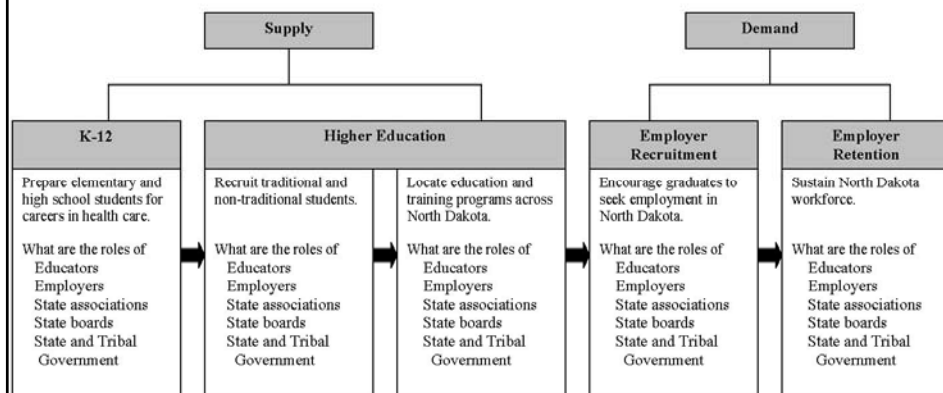 Supply
Demand
K-12
Prepare elementary and
high school students for
careers in health care.
What are the roles of
Educators
Employers
State associations
State boards
State and Tribal
Government
Higher Education
Recruit traditional and
non-traditional students.
What are the roles of
Educators
Employers
State associations
State boards
State and Tribal
Government
Locate education and
training programs across
North Dakota.
What are the roles of
Educators
Employers
State associations
State boards
State and Tribal
Government
Employer
Recruitment
Encourage graduates to
seek employment in
North Dakota.
What are the roles of
Educators
Employers
State associations
State boards
State and Tribal
Government
Employer
Retention
Sustain North Dakota
workforce.
What are the roles of
Educators
Employers
State associations
State boards
State and Tribal
Government